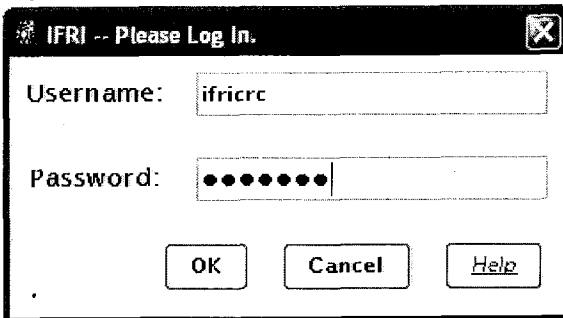 IFRI -- Please Log In.
Username: ifricrc
Password: ●●●●●●●
OK Cancel Help